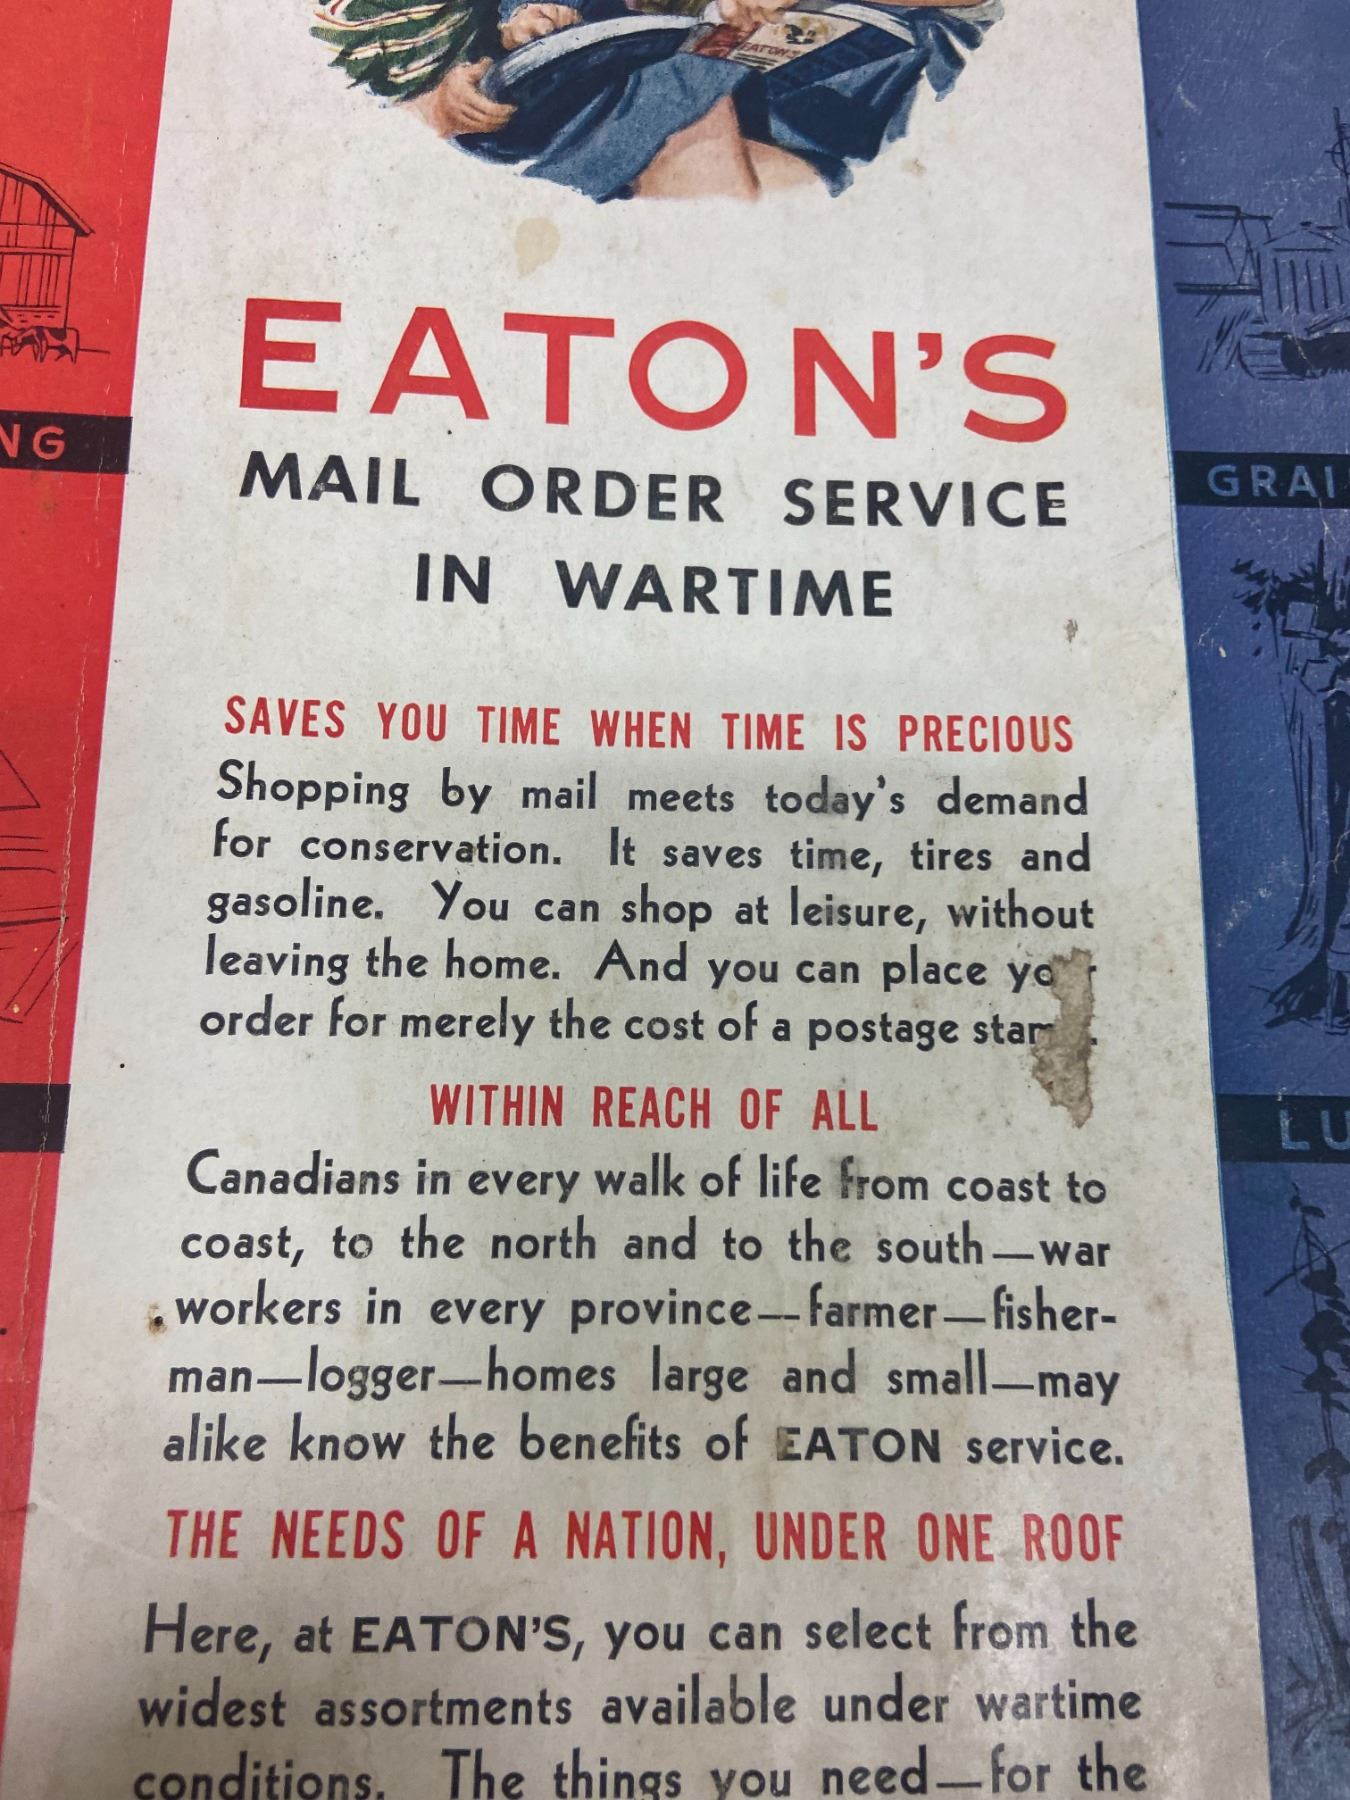 EATON'S
EATON'S
MAIL ORDER SERVICE
IN WARTIME
SAVES YOU TIME WHEN TIME IS PRECIOUS
Shopping by mail meets today's demand
for conservation. It saves time, tires and
gasoline. You can shop at leisure, without
leaving the home. And you can place
order for merely the cost of a postage
WITHIN REACH OF ALL
Canadians in every walk of life from coast to
coast, to the north and to the south—war
workers in every province—farmer—fisher-
man—logger—homes large and small—may
alike know the benefits of EATON service.
THE NEEDS OF A NATION, UNDER ONE ROOF
Here, at EATON'S, you can select from the
widest assortments available under wartime
conditions. The things you need—for the
NG
GRAI
LU